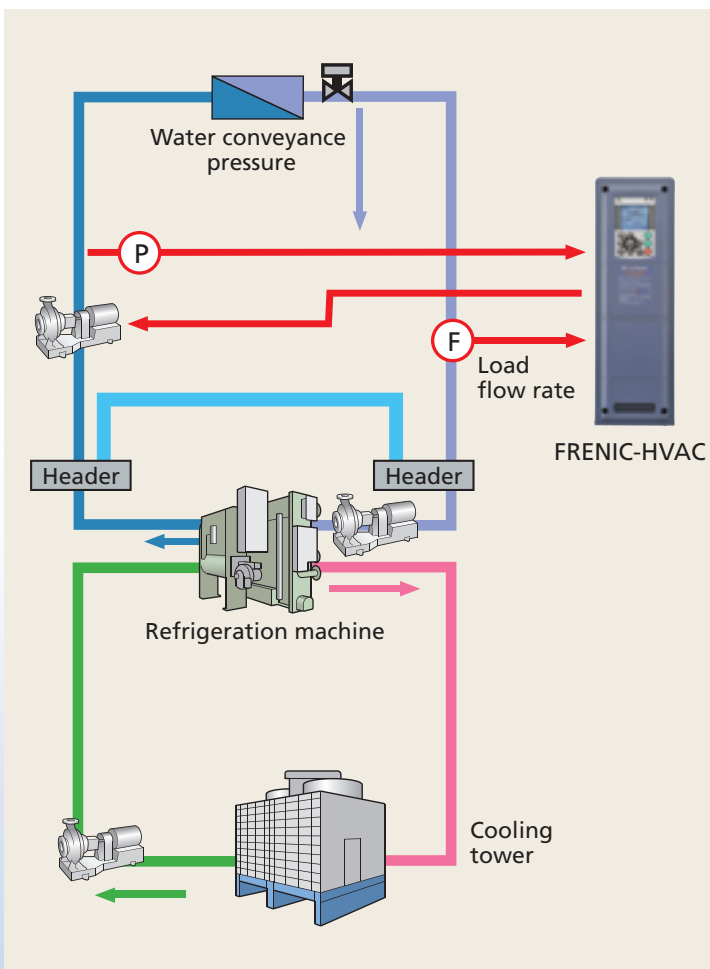 Water conveyance
pressure
P
F
Load
flow rate
FRENIC-HVAC
Header
Header
Refrigeration machine
Cooling
tower